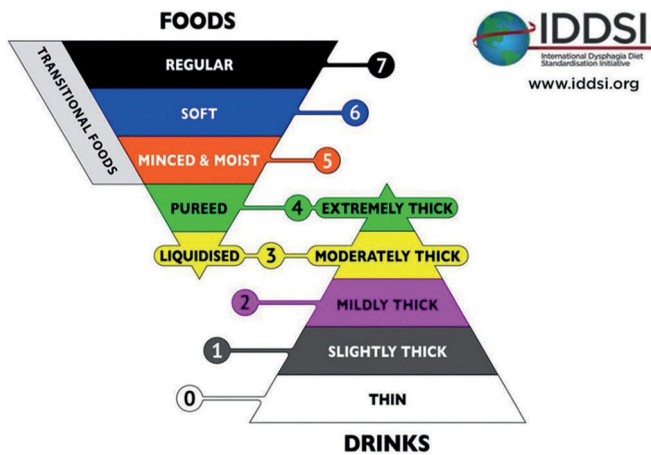 FOODS
IDDSI
International Dysphagia Diet
Standardisation Initiative
www.iddsi.org
TRANSITIONAL FOODS
REGULAR
7
SOFT
6
MINCED & MOIST
5
PUREED
4
EXTREMELY THICK
LIQUIDISED
3
MODERATELY THICK
2
MILDLY THICK
1
SLIGHTLY THICK
0
THIN
DRINKS